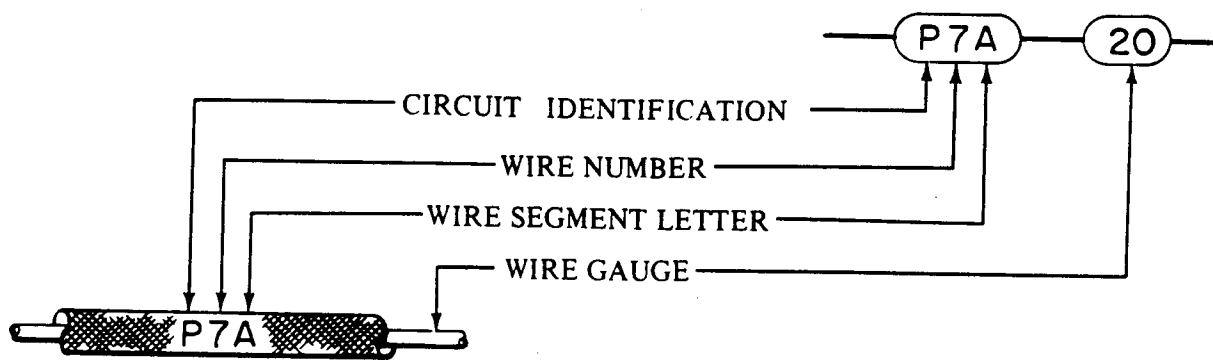 P7A 20
CIRCUIT IDENTIFICATION
WIRE NUMBER
WIRE SEGMENT LETTER
WIRE GAUGE
P7A